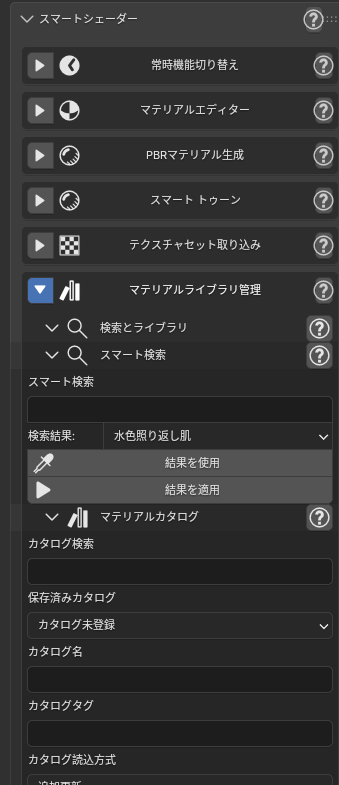 スマートシェーダー
常時機能切り替え
マテリアルエディター
PBRマテリアル生成
スマート トゥーン
テクスチャセット取り込み
マテリアルライブラリ管理
検索とライブラリ
スマート検索
スマート検索
検索結果: 水色照り返し肌
結果を使用
結果を適用
マテリアルカタログ
カタログ検索
保存済みカタログ
カタログ未登録
カタログ名
カタログタグ
カタログ読込方式
追加更新